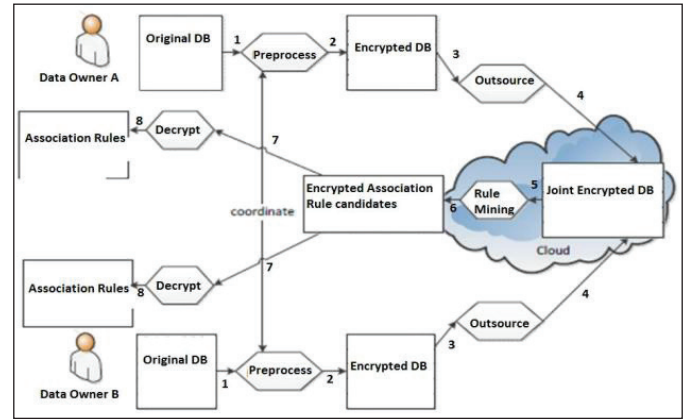 Original DB
1
Preprocess
2
Encrypted DB
3
Outsource
4
Data Owner A
Association Rules
8
Decrypt
7
Encrypted Association
Rule candidates
6
Rule
Mining
5
Joint Encrypted DB
Cloud
coordinate
7
4
Association Rules
8
Decrypt
Outsource
3
Original DB
1
Preprocess
2
Encrypted DB
Data Owner B